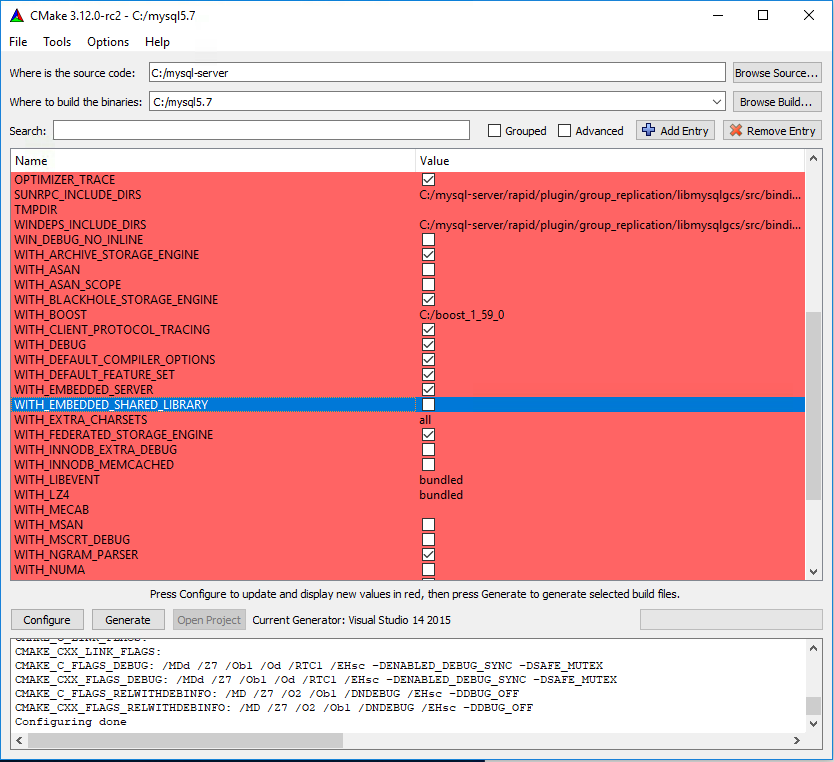 CMake 3.12.0-rc2 - C:/mysql5.7
File Tools Options Help
Where is the source code: C:/mysql-server Browse Source...
Where to build the binaries: C:/mysql5.7 Browse Build...
Search: Grouped Advanced Add Entry Remove Entry
Name Value
OPTIMIZER_TRACE
SUNRPC_INCLUDE_DIRS C:/mysql-server/rapid/plugin/group_replication/libmysqlgcs/src/bindi...
TMPDIR
WINDEPS_INCLUDE_DIRS C:/mysql-server/rapid/plugin/group_replication/libmysqlgcs/src/bindi...
WIN_DEBUG_NO_INLINE
WITH_ARCHIVE_STORAGE_ENGINE
WITH_ASAN
WITH_ASAN_SCOPE
WITH_BLACKHOLE_STORAGE_ENGINE
WITH_BOOST C:/boost_1_59_0
WITH_CLIENT_PROTOCOL_TRACING
WITH_DEBUG
WITH_DEFAULT_COMPILER_OPTIONS
WITH_DEFAULT_FEATURE_SET
WITH_EMBEDDED_SERVER
WITH_EMBEDDED_SHARED_LIBRARY
WITH_EXTRA_CHARSETS all
WITH_FEDERATED_STORAGE_ENGINE
WITH_INNODB_EXTRA_DEBUG
WITH_INNODB_MEMCACHED
WITH_LIBEVENT bundled
WITH_LZ4 bundled
WITH_MECAB
WITH_MSAN
WITH_MSCRT_DEBUG
WITH_NGRAM_PARSER
WITH_NUMA
Press Configure to update and display new values in red, then press Generate to generate selected build files.
Configure Generate Open Project Current Generator: Visual Studio 14 2015
CMAKE_C_LINK_FLAGS:
CMAKE_CXX_LINK_FLAGS:
CMAKE_C_FLAGS_DEBUG: /MDd /Z7 /Ob1 /Od /RTC1 /EHsc -DENABLED_DEBUG_SYNC -DSAFE_MUTEX
CMAKE_CXX_FLAGS_DEBUG: /MDd /Z7 /Ob1 /Od /RTC1 /EHsc -DENABLED_DEBUG_SYNC -DSAFE_MUTEX
CMAKE_C_FLAGS_RELWITHDEBINFO: /MD /Z7 /O2 /Ob1 /DNDEBUG /EHsc -DDBUG_OFF
CMAKE_CXX_FLAGS_RELWITHDEBINFO: /MD /Z7 /O2 /Ob1 /DNDEBUG /EHsc -DDBUG_OFF
Configuring done